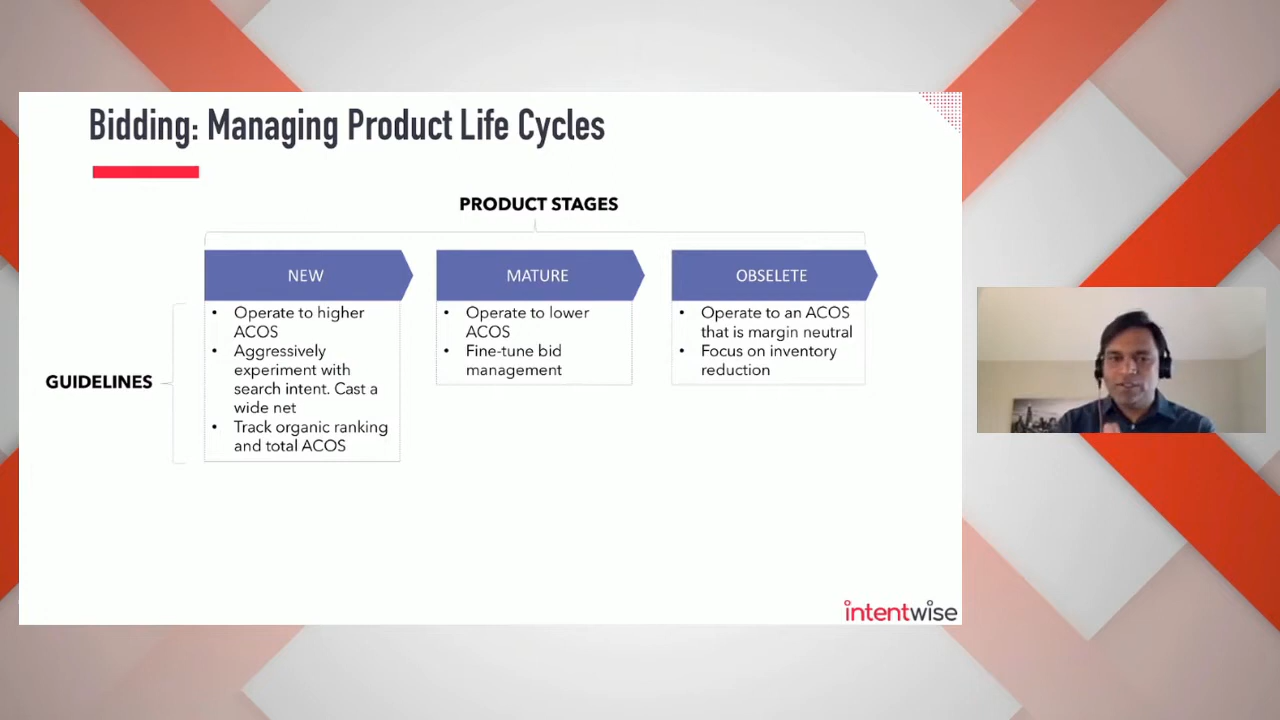 Bidding: Managing Product Life Cycles
PRODUCT STAGES
NEW
MATURE
OBSELETE
GUIDELINES
• Operate to higher
ACOS
• Aggressively
experiment with
search intent. Cast a
wide net
• Track organic ranking
and total ACOS
• Operate to lower
ACOS
• Fine-tune bid
management
• Operate to an ACOS
that is margin neutral
• Focus on inventory
reduction
intentwise